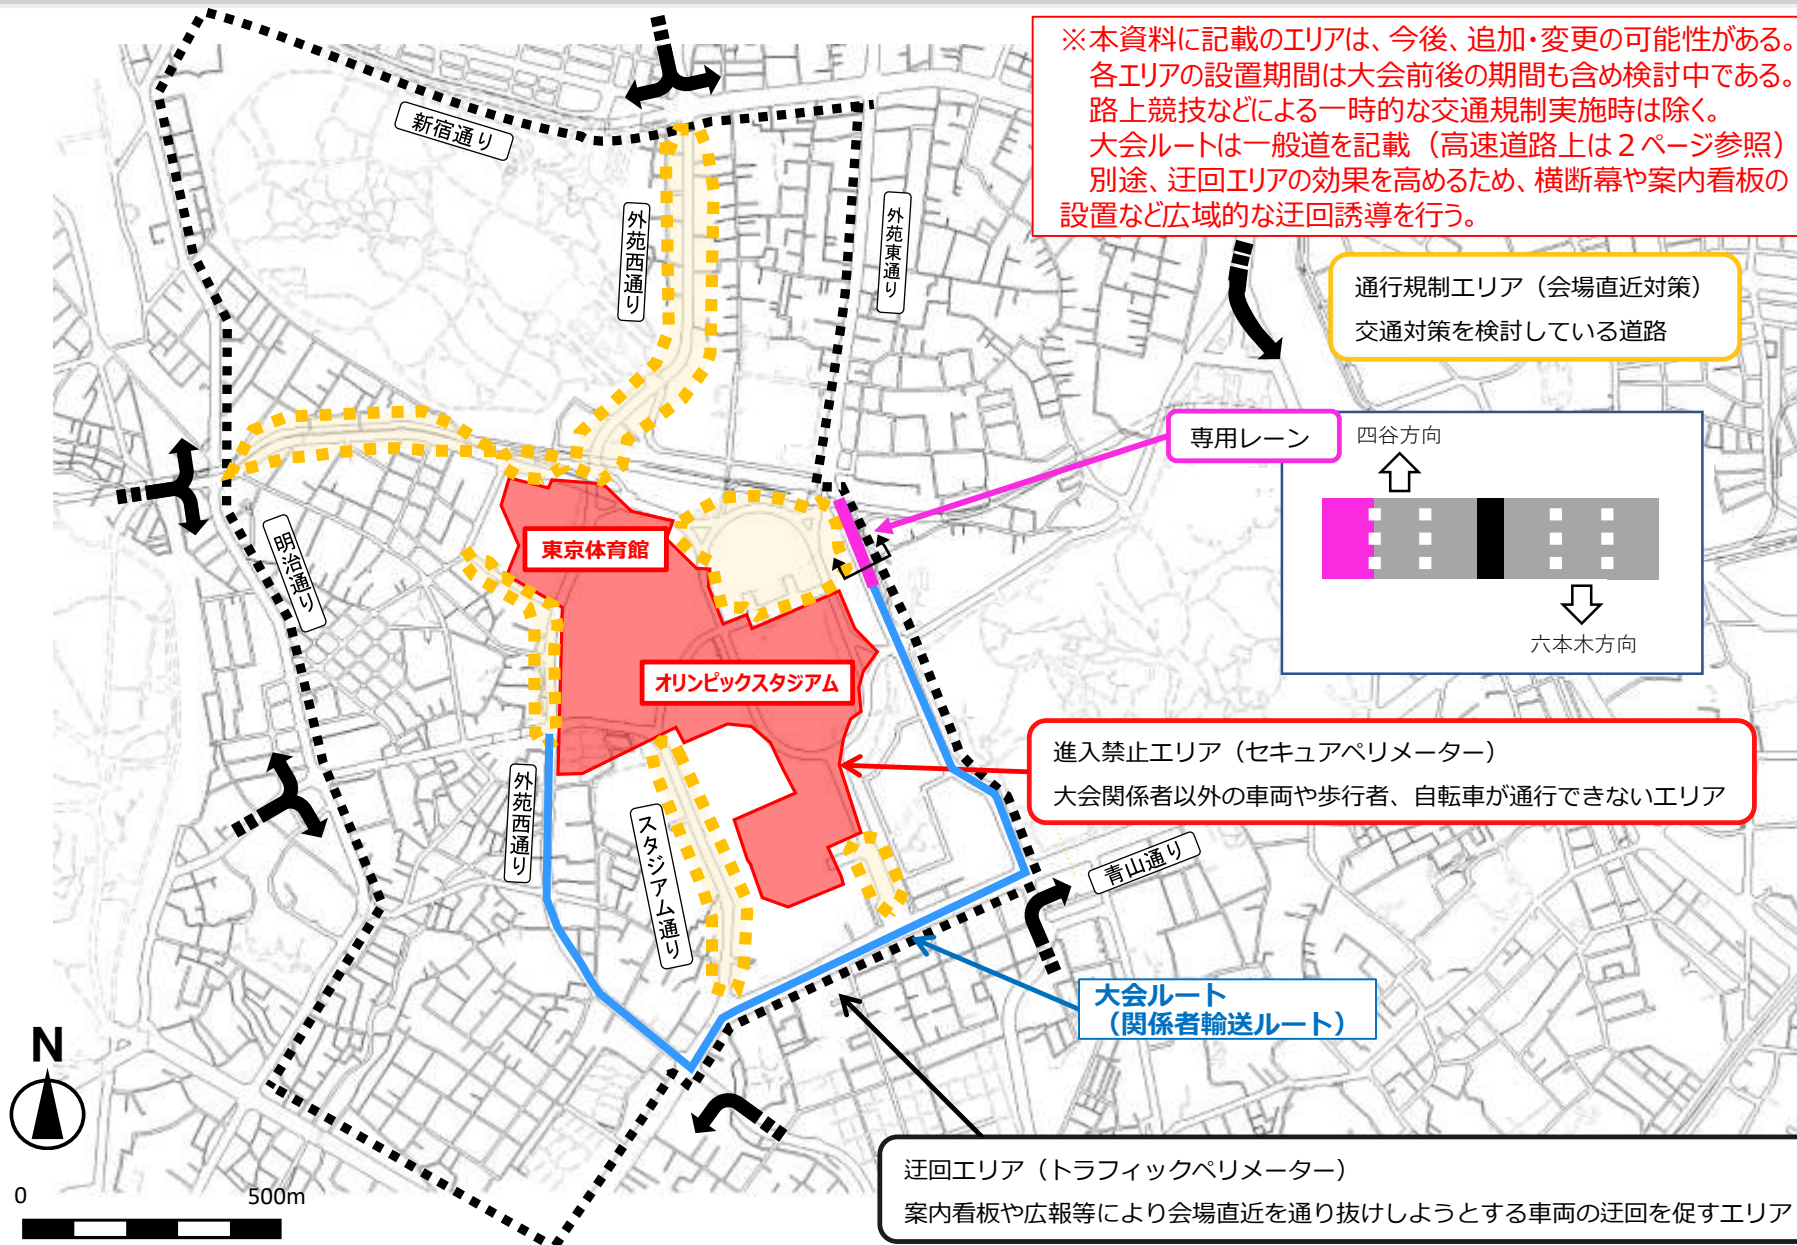 ※本資料に記載のエリアは、今後、追加・変更の可能性がある。
各エリアの設置期間は大会前後の期間も含め検討中である。
路上競技などによる一時的な交通規制実施時は除く。
大会ルートは一般道を記載（高速道路上は２ページ参照）
別途、迂回エリアの効果を高めるため、横断幕や案内看板の
設置など広域的な迂回誘導を行う。
新宿通り
外苑西通り
外苑東通り
通行規制エリア（会場直近対策）
交通対策を検討している道路
専用レーン
四谷方向
六本木方向
明治通り
東京体育館
オリンピックスタジアム
進入禁止エリア（セキュアペリメーター）
大会関係者以外の車両や歩行者、自転車が通行できないエリア
外苑西通り
スタジアム通り
青山通り
大会ルート
（関係者輸送ルート）
N
0
500m
迂回エリア（トラフィックペリメーター）
案内看板や広報等により会場直近を通り抜けしようとする車両の迂回を促すエリア